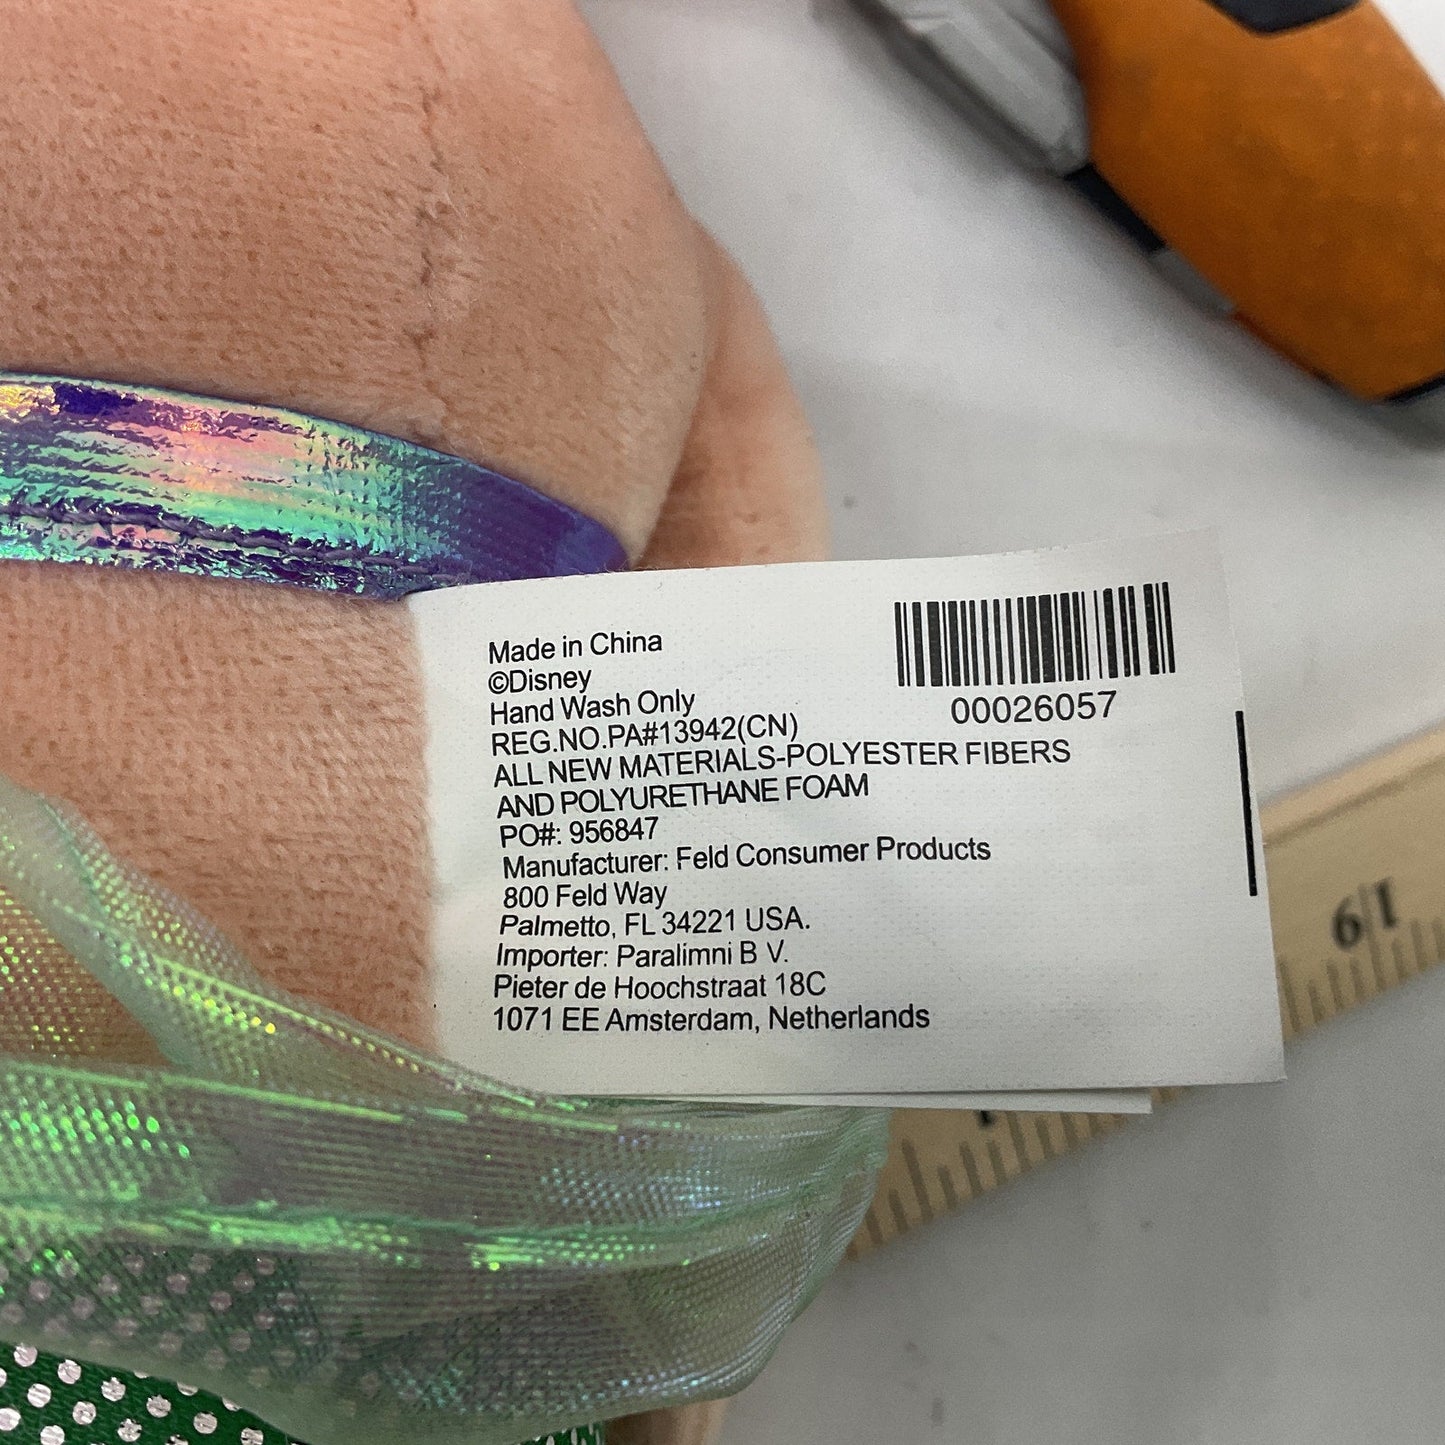 Made in China
©Disney
Hand Wash Only
REG.NO.PA#13942(CN)
ALL NEW MATERIALS-POLYESTER FIBERS
AND POLYURETHANE FOAM
PO#: 956847
Manufacturer: Feld Consumer Products
800 Feld Way
Palmetto, FL 34221 USA.
Importer: Paralimni B V.
Pieter de Hoochstraat 18C
1071 EE Amsterdam, Netherlands
00026057
61